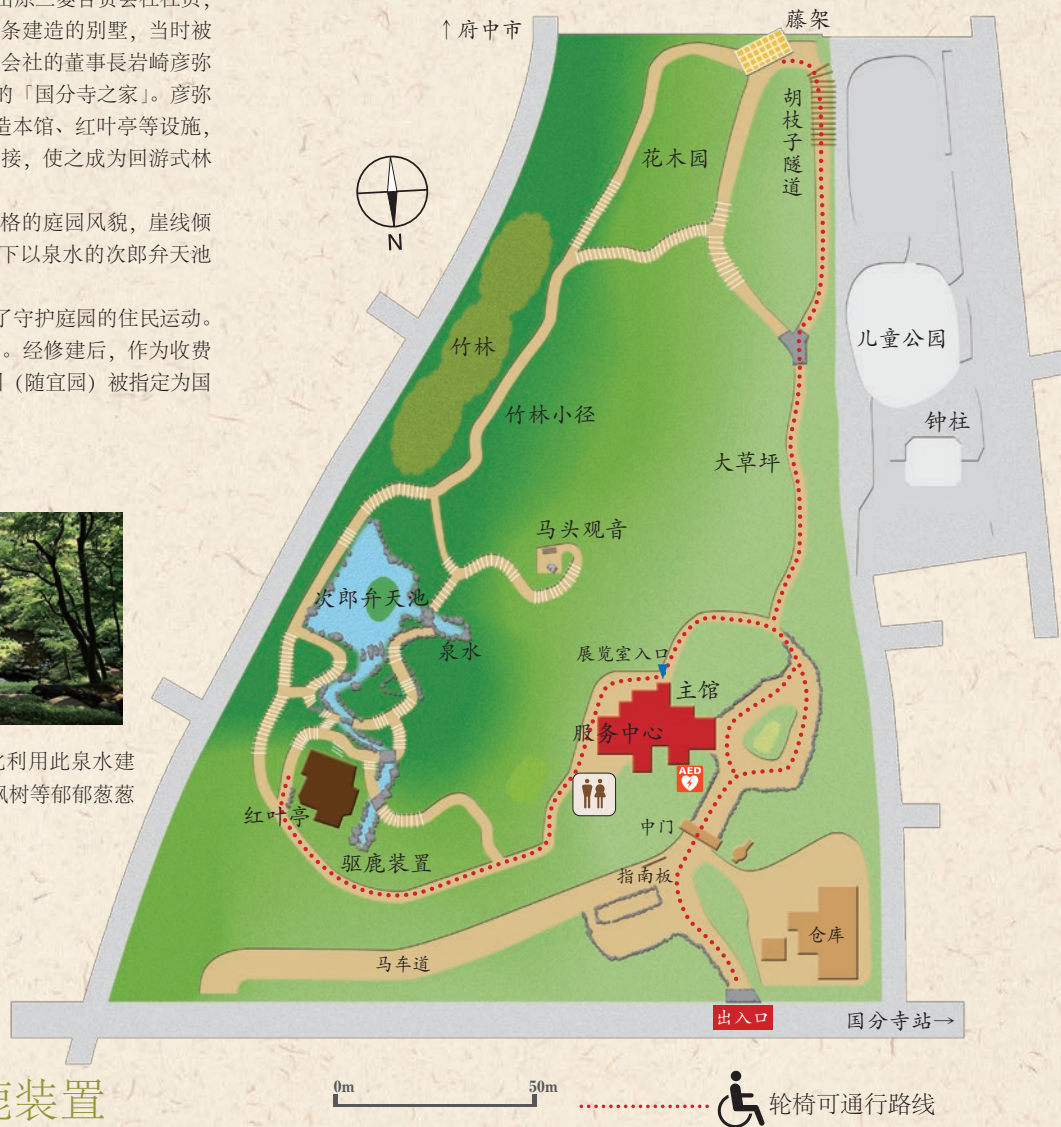 条建造的别墅，当时被
会社的董事長岩崎彦弥
的「国分寺之家」。彦弥
造本馆、红叶亭等设施，
接，使之成为回游式林
格的庭园风貌，崖线倾
下以泉水的次郎弁天池
了守护庭园的住民运动。
。经修建后，作为收费
（随宜园）被指定为国
比利用此泉水建
枫树等郁郁葱葱
鹿装置
↑府中市
藤架
胡枝子隧道
花木园
N
竹林
儿童公园
竹林小径
钟柱
大草坪
马头观音
次郎弁天池
泉水
展览室入口
主馆
服务中心
AED
红叶亭
中门
驱鹿装置
指南板
仓库
马车道
出入口
国分寺站→
0m
50m
轮椅可通行路线